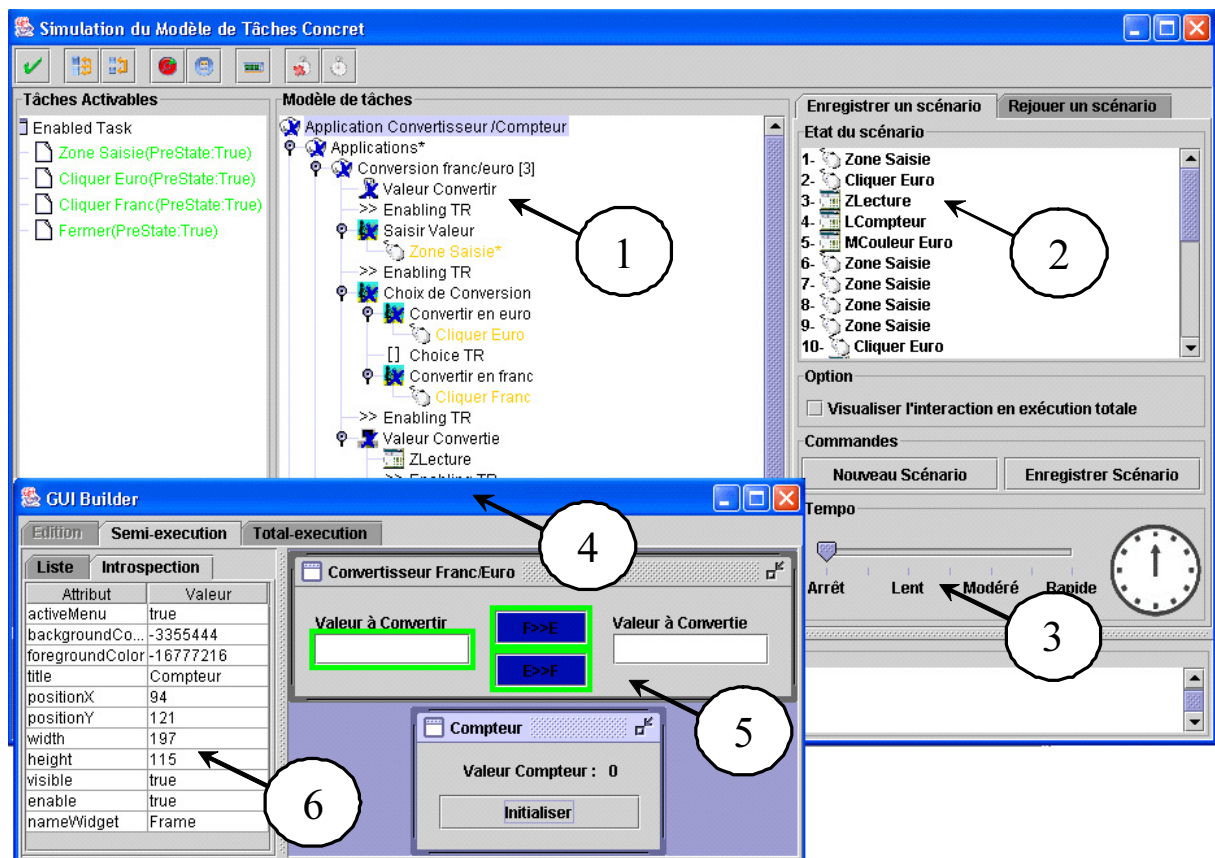 Simulation du Modèle de Tâches Concret
Tâches Activables
Enabled Task
Zone Saisie(PreState:True)
Cliquer Euro(PreState:True)
Cliquer Franc(PreState:True)
Fermer(PreState:True)
Modèle de tâches
Application Convertisseur /Compteur
Applications*
Conversion franc/euro [3]
Valeur Convertir
>> Enabling TR
Saisir Valeur
Zone Saisie*
>> Enabling TR
Choix de Conversion
Convertir en euro
Cliquer Euro
[] Choice TR
Convertir en franc
Cliquer Franc
>> Enabling TR
Valeur Convertie
ZLecture
>> Enabling TR
1
Enregistrer un scénario
Rejouer un scénario
Etat du scénario
1- Zone Saisie
2- Cliquer Euro
3- ZLecture
4- LCompteur
5- MCouleur Euro
6- Zone Saisie
7- Zone Saisie
8- Zone Saisie
9- Zone Saisie
10- Cliquer Euro
2
Option
Visualiser l'interaction en exécution totale
Commandes
Nouveau Scénario
Enregistrer Scénario
Tempo
Arrêt Lent Modéré Rapide
3
GUI Builder
4
Edition
Semi-execution
Total-execution
Liste
Introspection
Attribut Valeur
activeMenu true
backgroundCo... -3355444
foregroundColor -16777216
title Compteur
positionX 94
positionY 121
width 197
height 115
visible true
enable true
nameWidget Frame
6
Convertisseur Franc/Euro
Valeur à Convertir
F>>E
E>>F
Valeur à Convertie
5
Compteur
Valeur Compteur : 0
Initialiser